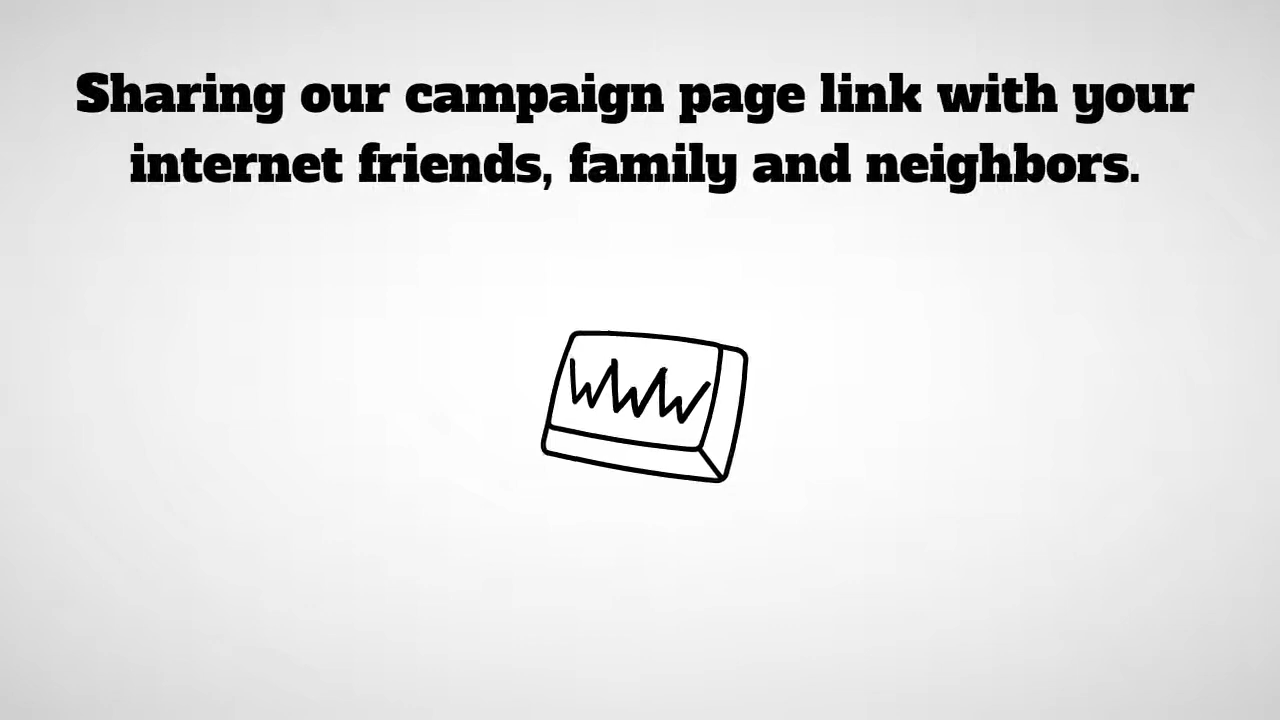 Sharing our campaign page link with your
internet friends, family and neighbors.
WWW